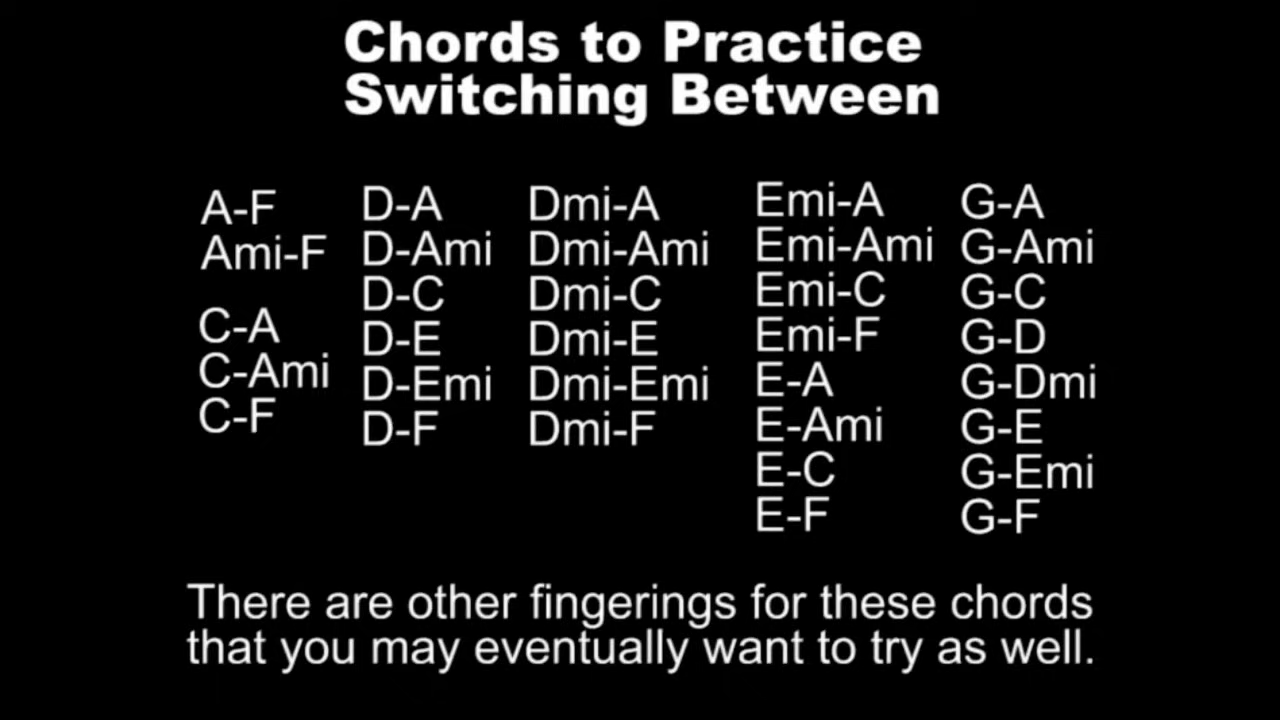 Chords to Practice
Switching Between
A-F
Ami-F
C-A
C-Ami
C-F
D-A
D-Ami
D-C
D-E
D-Emi
D-F
Dmi-A
Dmi-Ami
Dmi-C
Dmi-E
Dmi-Emi
Dmi-F
Emi-A
Emi-Ami
Emi-C
Emi-F
E-A
E-Ami
E-C
E-F
G-A
G-Ami
G-C
G-D
G-Dmi
G-E
G-Emi
G-F
There are other fingerings for these chords
that you may eventually want to try as well.